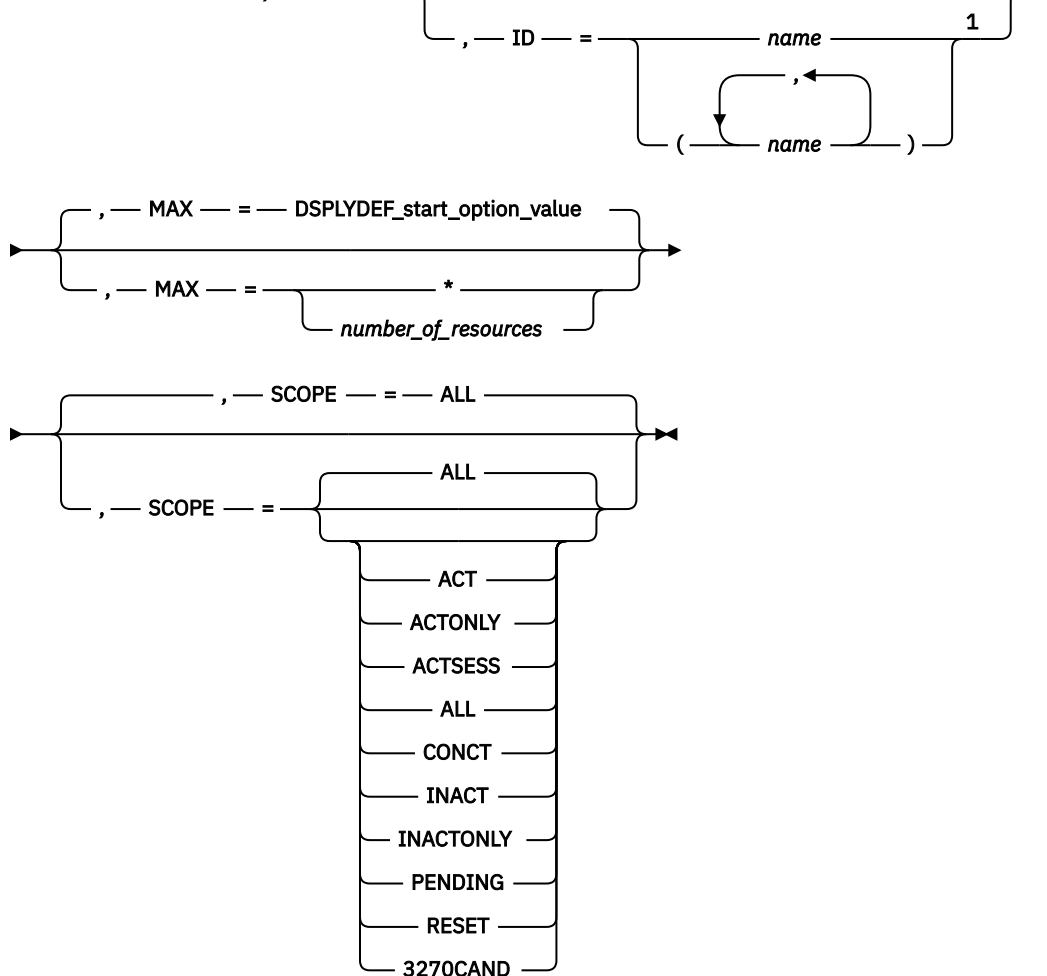 1
, ID = name
,
( name )
, MAX = DSPLYDEF_start_option_value
, MAX = *
number_of_resources
, SCOPE = ALL
ALL
, SCOPE =
ACT
ACTONLY
ACTSESS
ALL
CONCT
INACT
INACTONLY
PENDING
RESET
3270CAND